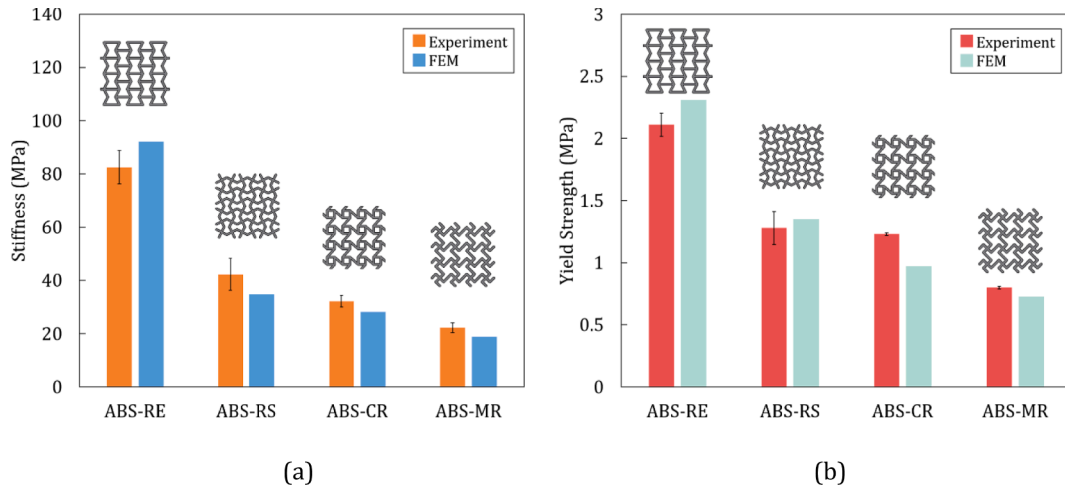 140
120
100
80
60
40
20
0
Stiffness (MPa)
Experiment
FEM
ABS-RE ABS-RS ABS-CR ABS-MR
(a)
3
2.5
2
1.5
1
0.5
0
Yield Strength (MPa)
Experiment
FEM
ABS-RE ABS-RS ABS-CR ABS-MR
(b)